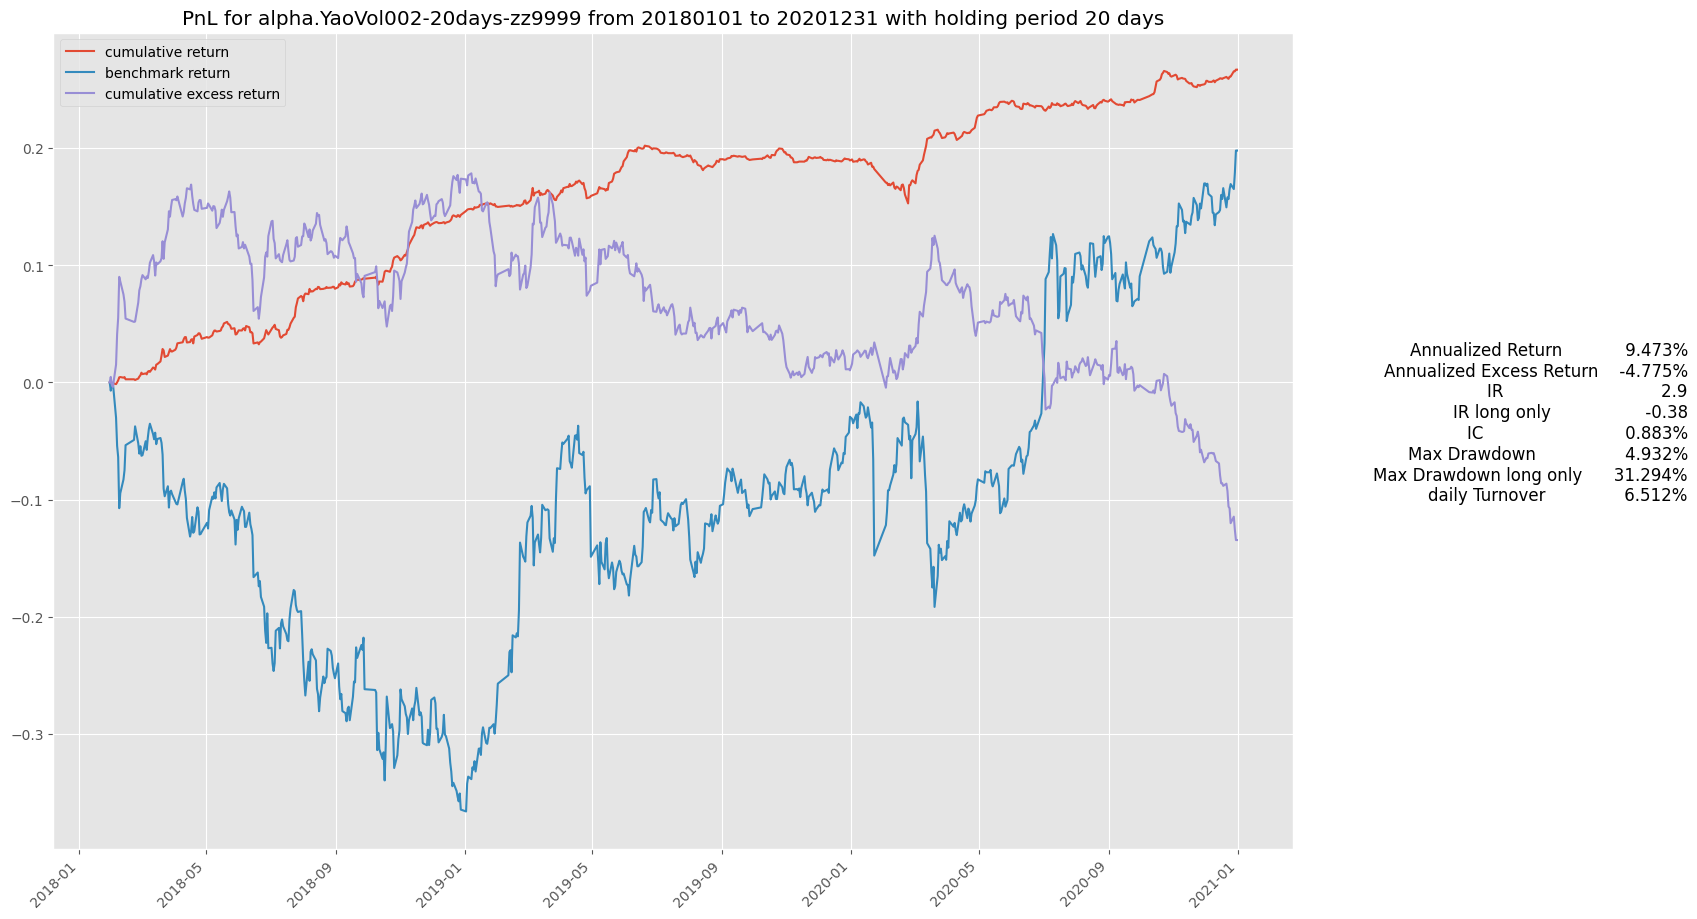 PnL for alpha.YaoVol002-20days-zz9999 from 20180101 to 20201231 with holding period 20 days
cumulative return
benchmark return
cumulative excess return
0.2
0.1
0.0
−0.1
−0.2
−0.3
2018-01
2018-05
2018-09
2019-01
2019-05
2019-09
2020-01
2020-05
2020-09
2021-01
Annualized Return 9.473%
Annualized Excess Return -4.775%
IR 2.9
IR long only -0.38
IC 0.883%
Max Drawdown 4.932%
Max Drawdown long only 31.294%
daily Turnover 6.512%